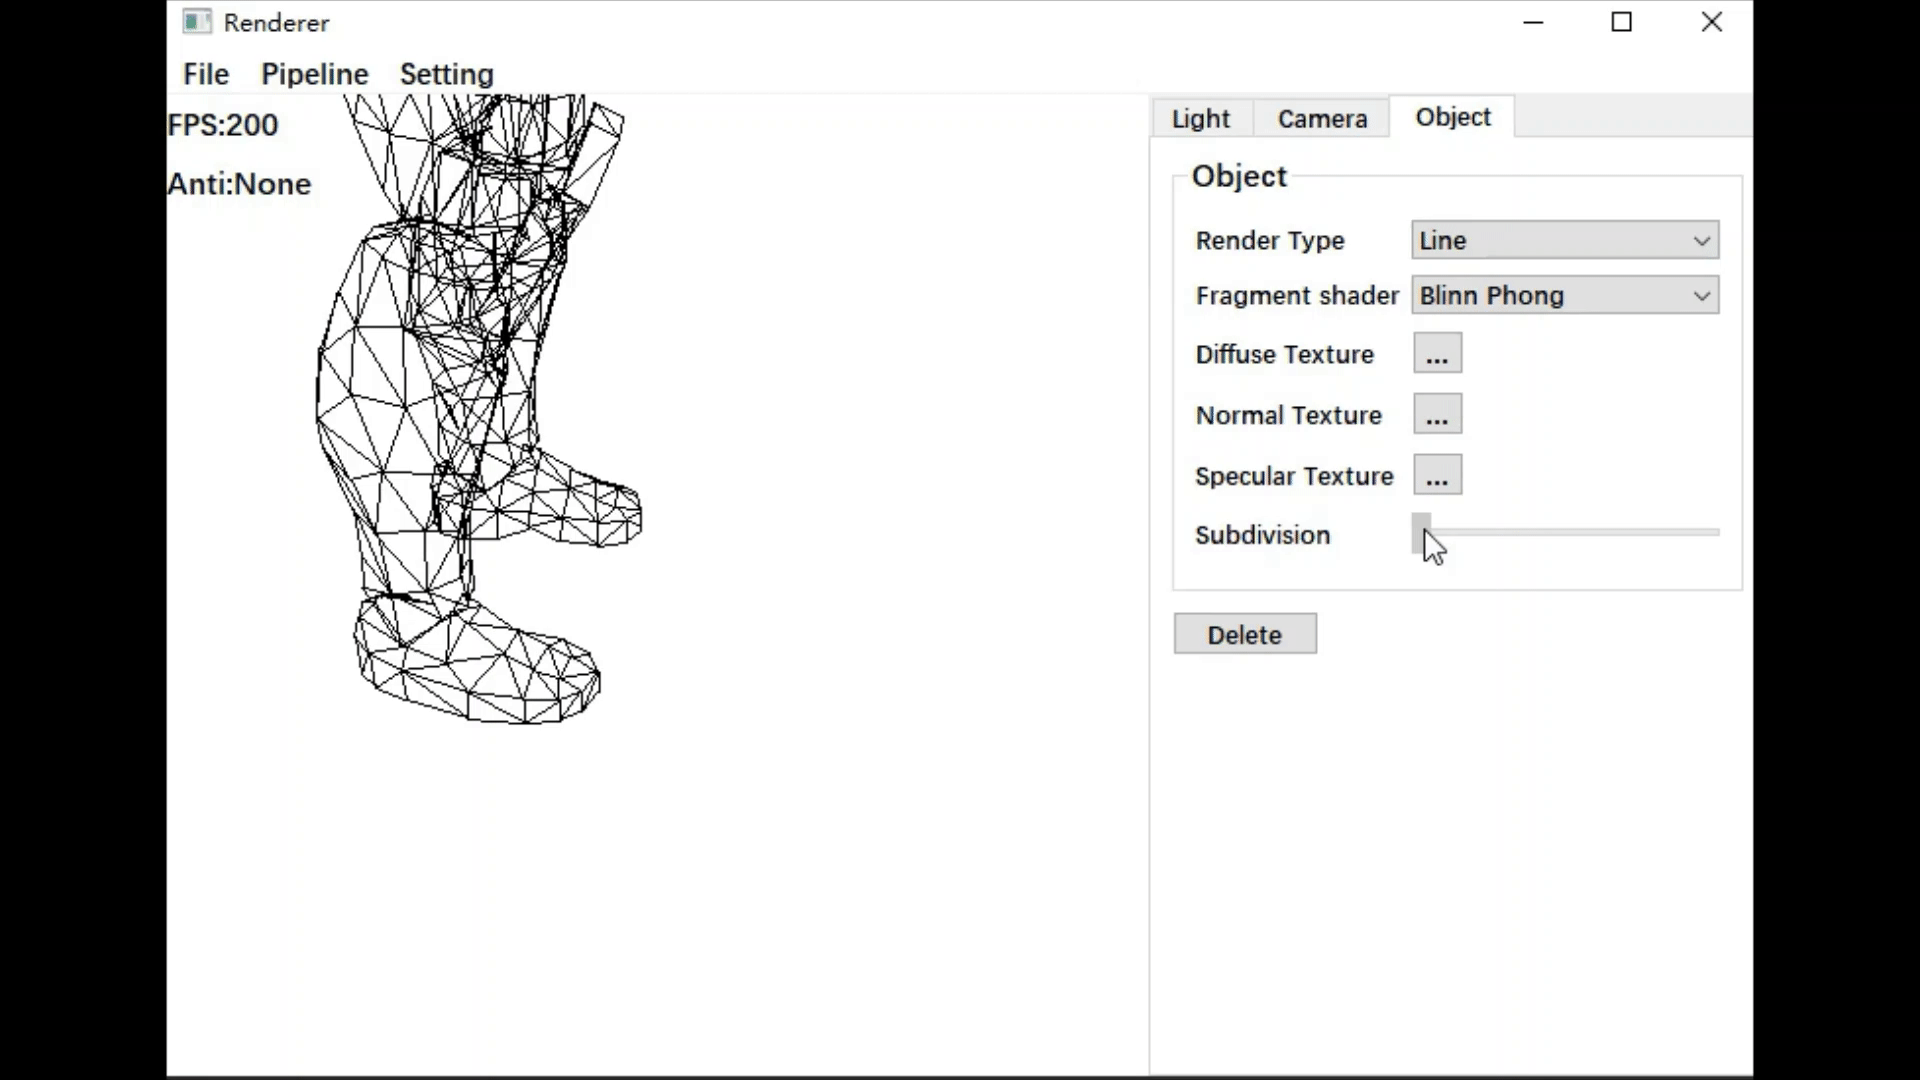 Renderer
File Pipeline Setting
FPS:200
Anti:None
Light Camera Object
Object
Render Type Line
Fragment shader Blinn Phong
Diffuse Texture ...
Normal Texture ...
Specular Texture ...
Subdivision
Delete